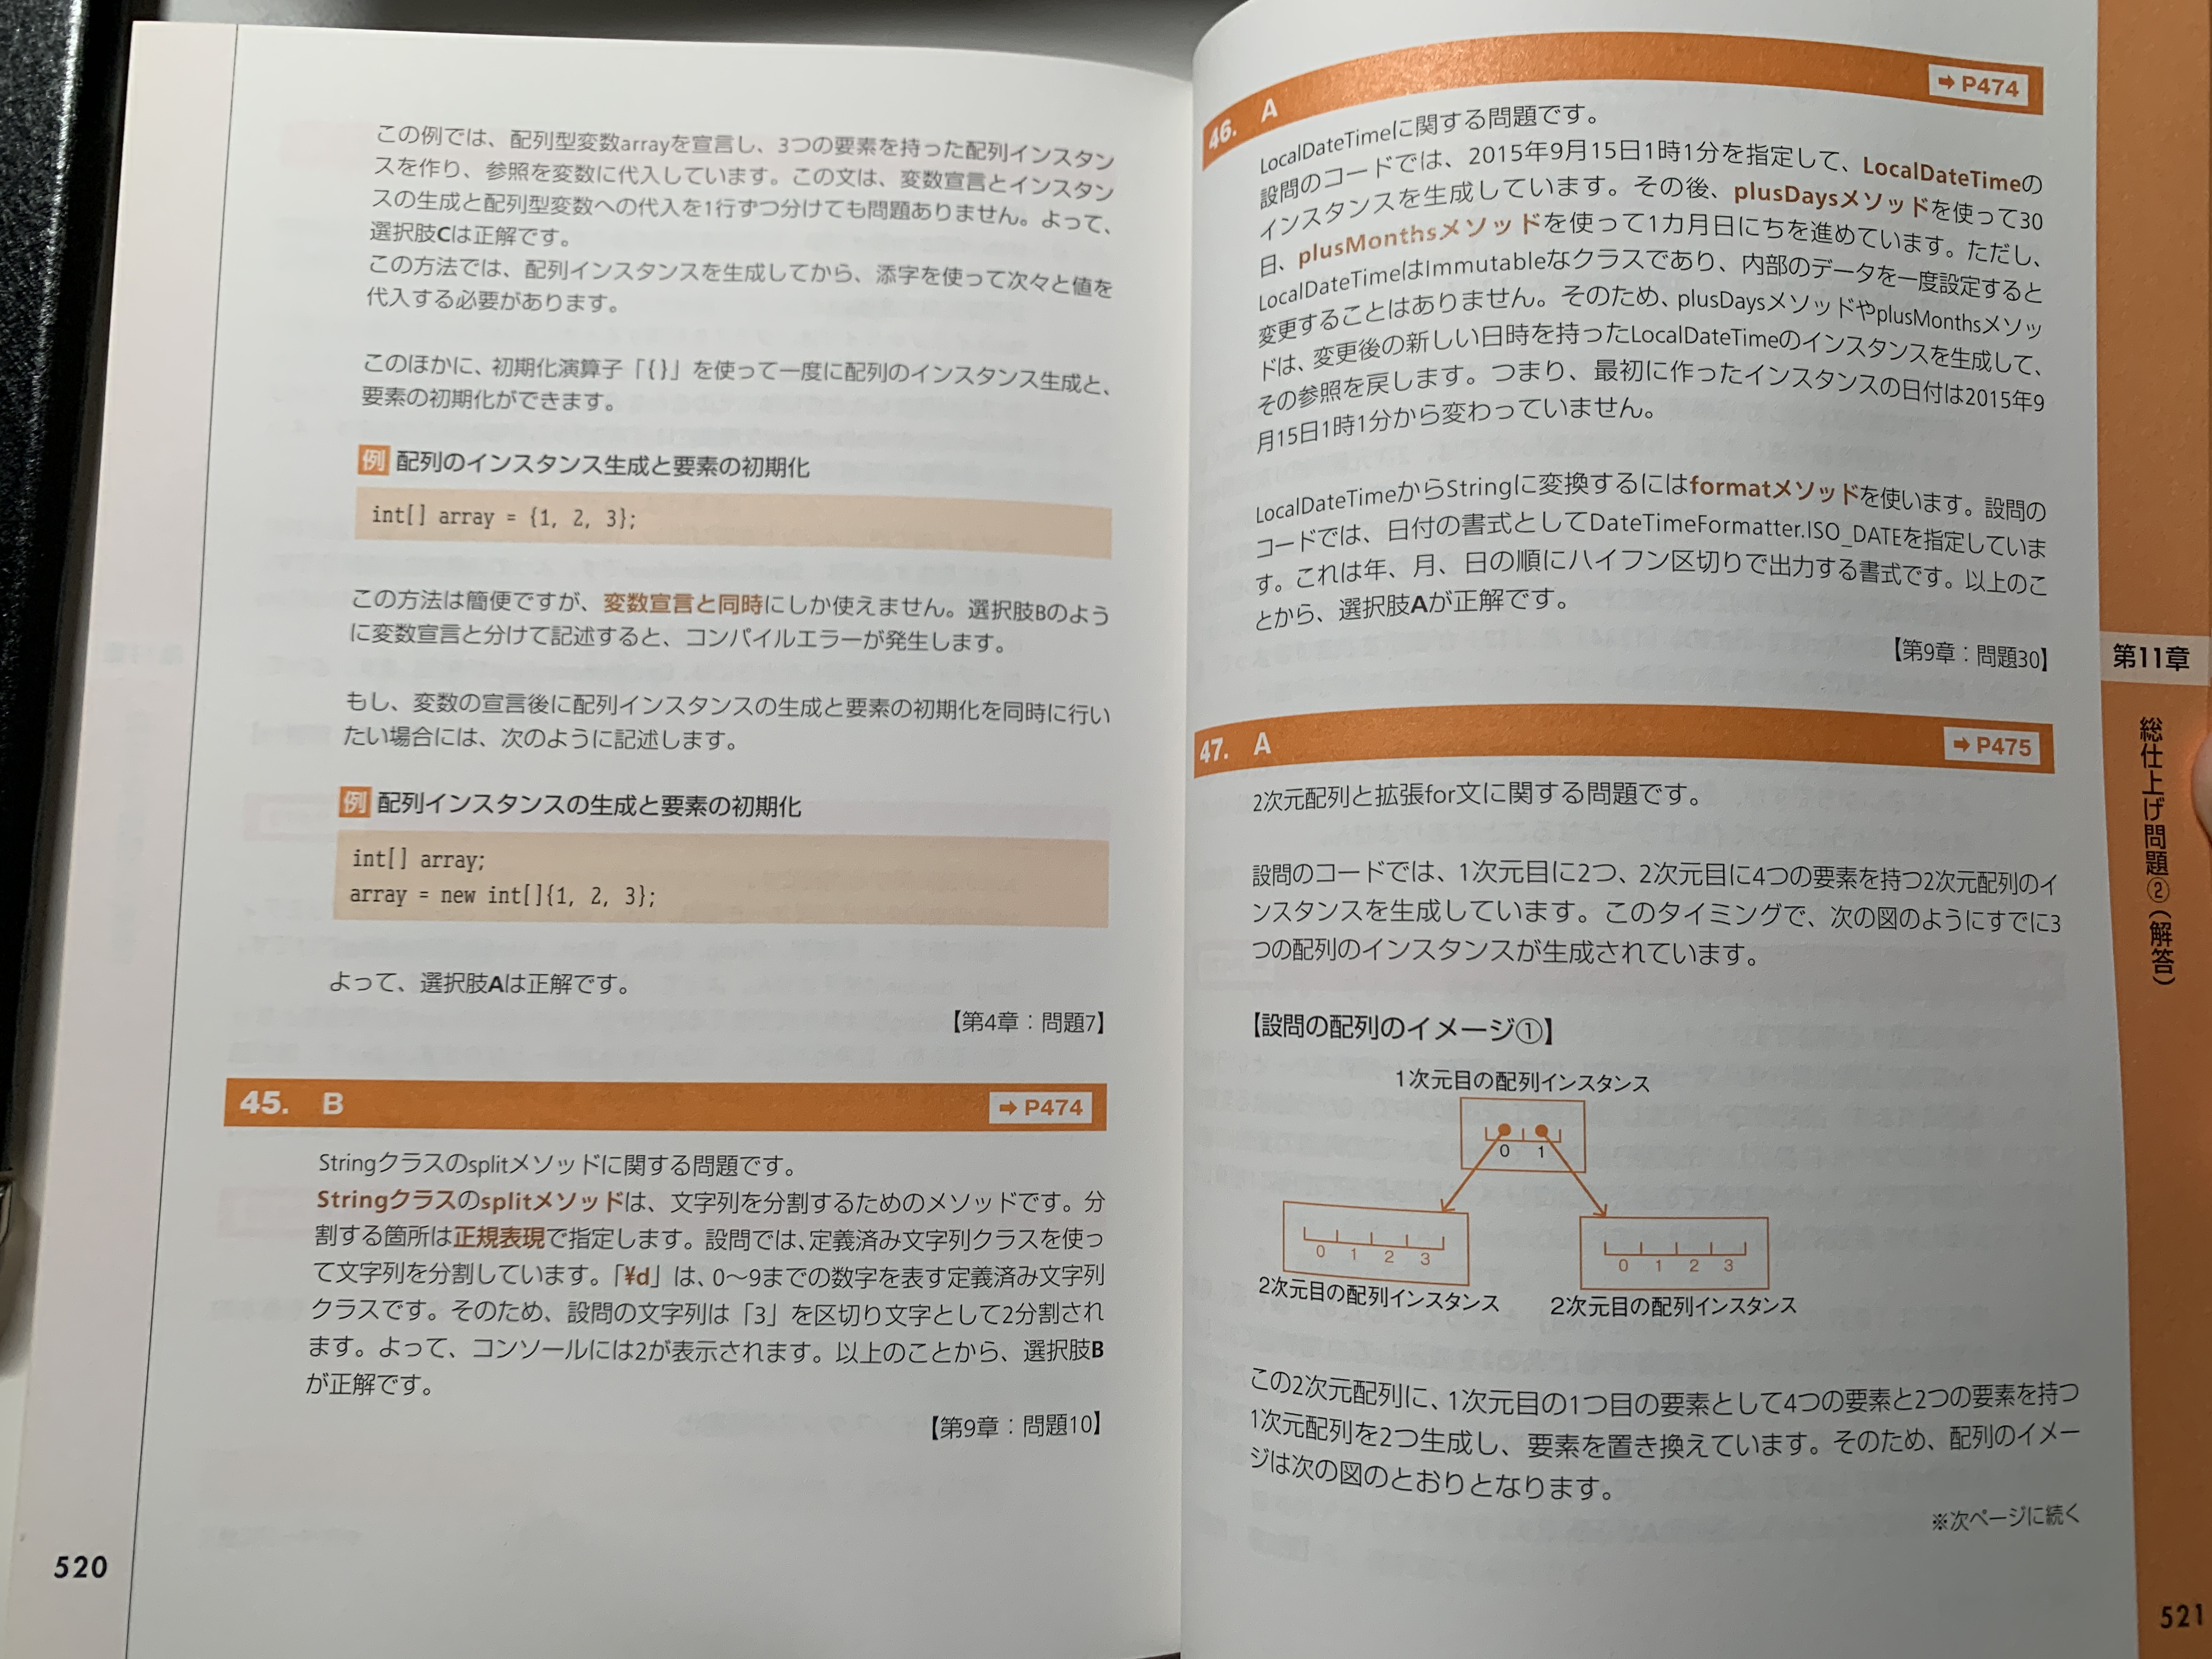 この例では、配列型変数arrayを宣言し、3つの要素を持った配列インスタン
スを作り、参照を変数に代入しています。この文は、変数宣言とインスタン
スの生成と配列型変数への代入を1行ずつ分けても問題ありません。よって、
選択肢Cは正解です。
この方法では、配列インスタンスを生成してから、添字を使って次々と値を
代入する必要があります。
このほかに、初期化演算子「{}」を使って一度に配列のインスタンス生成と、
要素の初期化ができます。
例 配列のインスタンス生成と要素の初期化
int[] array = {1, 2, 3};
この方法は簡便ですが、変数宣言と同時にしか使えません。選択肢Bのよう
に変数宣言と分けて記述すると、コンパイルエラーが発生します。
もし、変数の宣言後に配列インスタンスの生成と要素の初期化を同時に行い
たい場合には、次のように記述します。
例 配列インスタンスの生成と要素の初期化
int[] array;
array = new int[]{1, 2, 3};
よって、選択肢Aは正解です。
【第4章：問題7】
45. B ➡ P474
Stringクラスのsplitメソッドに関する問題です。
Stringクラスのsplitメソッドは、文字列を分割するためのメソッドです。分
割する箇所は正規表現で指定します。設問では、定義済み文字列クラスを使っ
て文字列を分割しています。「¥d」は、0～9までの数字を表す定義済み文字列
クラスです。そのため、設問の文字列は「3」を区切り文字として2分割され
ます。よって、コンソールには2が表示されます。以上のことから、選択肢B
が正解です。
【第9章：問題10】
520
46. A ➡ P474
LocalDateTimeに関する問題です。
設問のコードでは、2015年9月15日1時1分を指定して、LocalDateTimeの
インスタンスを生成しています。その後、plusDaysメソッドを使って30
日、plusMonthsメソッドを使って1カ月日にちを進めています。ただし、
LocalDateTimeはImmutableなクラスであり、内部のデータを一度設定すると
変更することはありません。そのため、plusDaysメソッドやplusMonthsメソッ
ドは、変更後の新しい日時を持ったLocalDateTimeのインスタンスを生成して、
その参照を戻します。つまり、最初に作ったインスタンスの日付は2015年9
月15日1時1分から変わっていません。
LocalDateTimeからStringに変換するにはformatメソッドを使います。設問の
コードでは、日付の書式としてDateTimeFormatter.ISO_DATEを指定していま
す。これは年、月、日の順にハイフン区切りで出力する書式です。以上のこ
とから、選択肢Aが正解です。
【第9章：問題30】
47. A ➡ P475
2次元配列と拡張for文に関する問題です。
設問のコードでは、1次元目に2つ、2次元目に4つの要素を持つ2次元配列のイ
ンスタンスを生成しています。このタイミングで、次の図のようにすでに3
つの配列のインスタンスが生成されています。
【設問の配列のイメージ①】
1次元目の配列インスタンス
0 1
0 1 2 3
0 1 2 3
2次元目の配列インスタンス
2次元目の配列インスタンス
この2次元配列に、1次元目の1つ目の要素として4つの要素と2つの要素を持つ
1次元配列を2つ生成し、要素を置き換えています。そのため、配列のイメー
ジは次の図のとおりとなります。
※次ページに続く
第11章
総仕上げ問題②（解答）
521